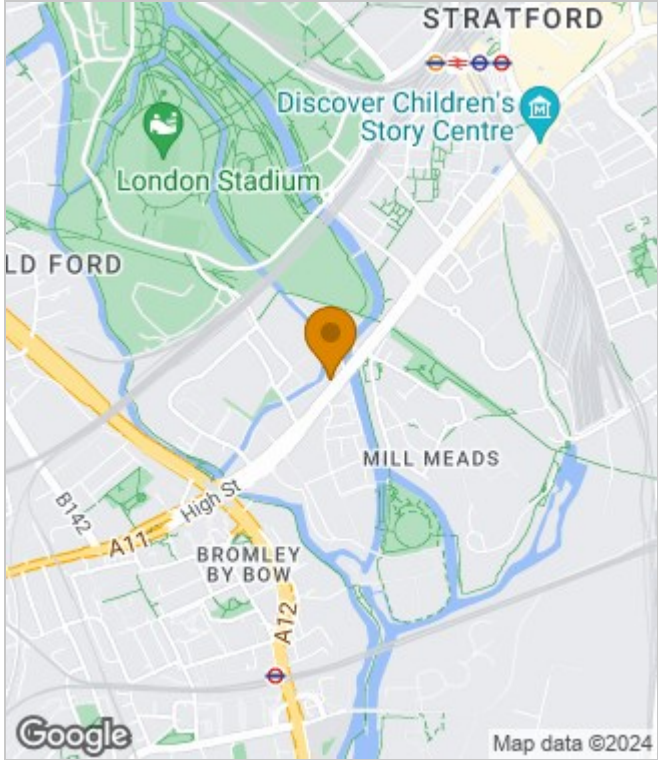 STRATFORD
Discover Children's
Story Centre
London Stadium
LD FORD
MILL MEADS
High St
B142
A11
BROMLEY
BY BOW
A12
Google
Map data ©2024